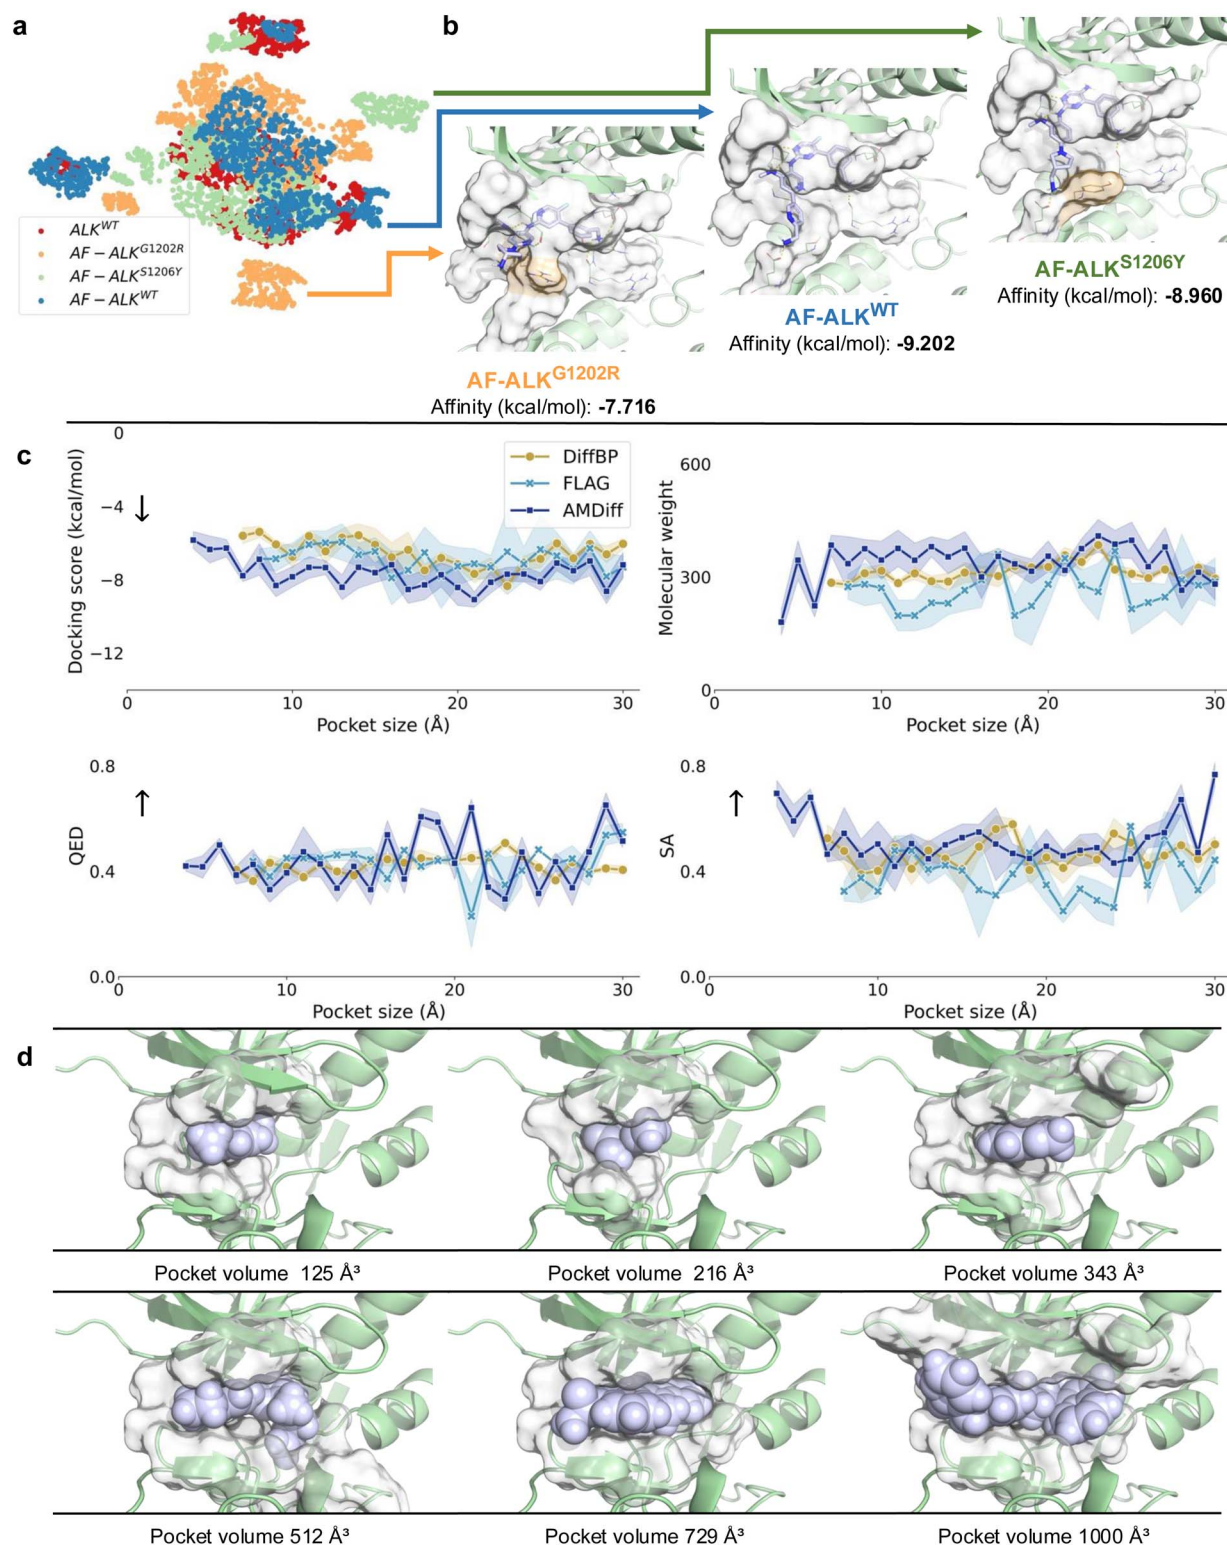 a
b
ALK^WT
AF − ALK^G1202R
AF − ALK^S1206Y
AF − ALK^WT
AF-ALK^S1206Y
Affinity (kcal/mol): -8.960
AF-ALK^WT
Affinity (kcal/mol): -9.202
AF-ALK^G1202R
Affinity (kcal/mol): -7.716
c
Docking score (kcal/mol)
0
−4
−8
−12
↓
DiffBP
FLAG
AMDiff
0
10
20
30
Pocket size (Å)
Molecular weight
600
300
0
0
10
20
30
Pocket size (Å)
QED
0.8
0.4
0.0
↑
0
10
20
30
Pocket size (Å)
SA
0.8
0.4
0.0
↑
0
10
20
30
Pocket size (Å)
d
Pocket volume 125 Å³
Pocket volume 216 Å³
Pocket volume 343 Å³
Pocket volume 512 Å³
Pocket volume 729 Å³
Pocket volume 1000 Å³